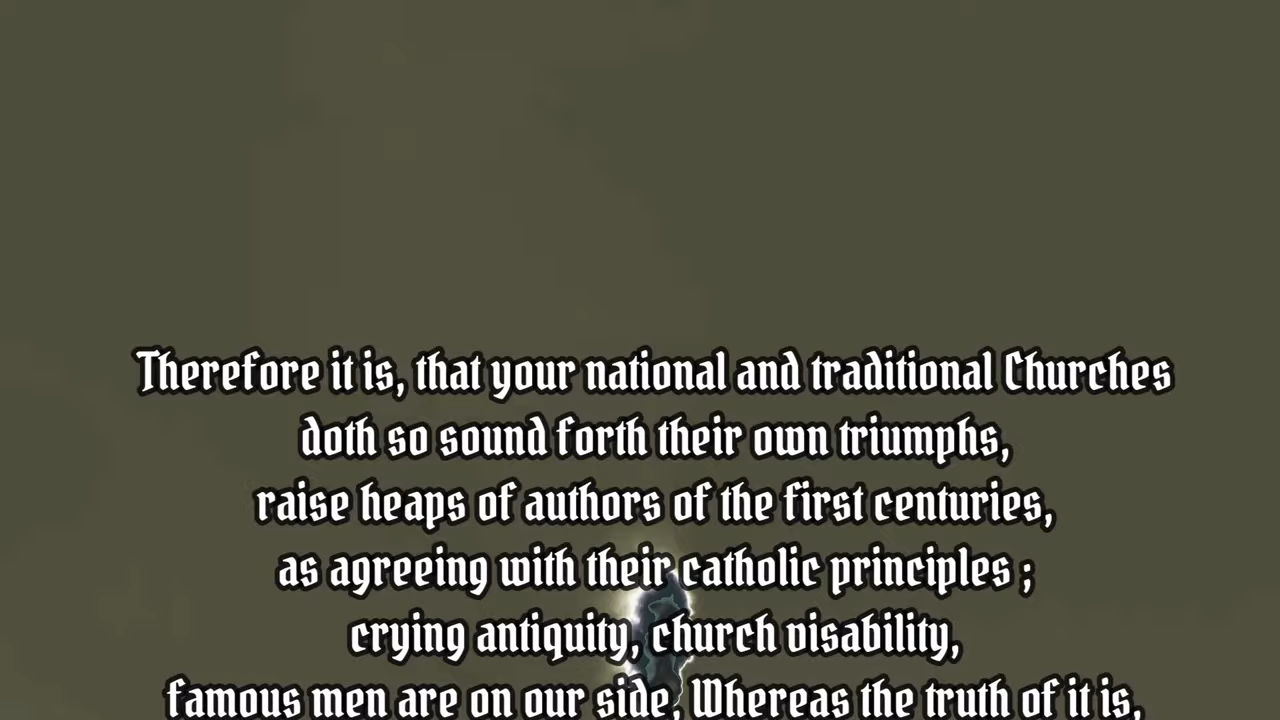 Therefore it is, that your national and traditional Churches
doth so sound forth their own triumphs,
raise heaps of authors of the first centuries,
as agreeing with their catholic principles ;
crying antiquity, church visability,
famous men are on our side, Whereas the truth of it is,